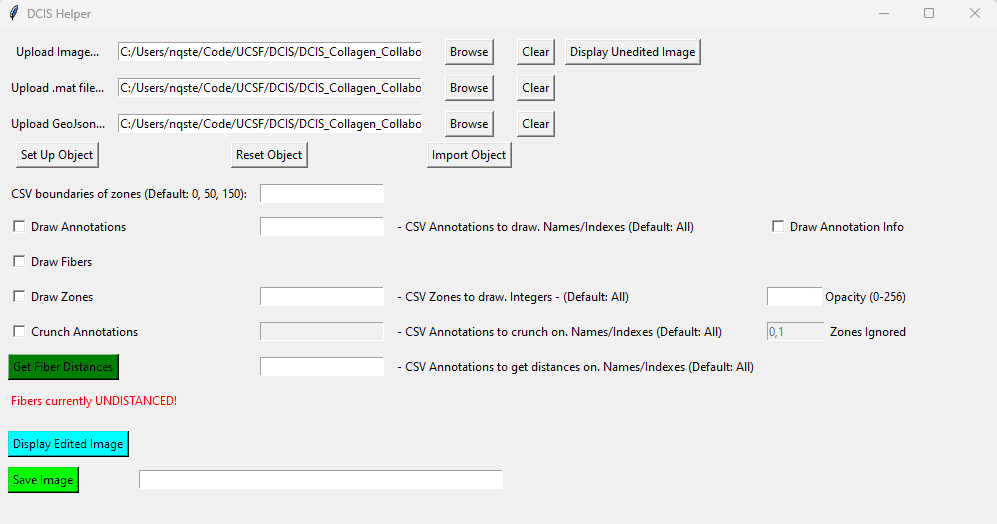 DCIS Helper
Upload Image... C:/Users/nqste/Code/UCSF/DCIS/DCIS_Collagen_Collabo Browse Clear Display Unedited Image
Upload .mat file... C:/Users/nqste/Code/UCSF/DCIS/DCIS_Collagen_Collabo Browse Clear
Upload GeoJson... C:/Users/nqste/Code/UCSF/DCIS/DCIS_Collagen_Collabo Browse Clear
Set Up Object Reset Object Import Object
CSV boundaries of zones (Default: 0, 50, 150):
Draw Annotations - CSV Annotations to draw. Names/Indexes (Default: All) Draw Annotation Info
Draw Fibers
Draw Zones - CSV Zones to draw. Integers - (Default: All) Opacity (0-256)
Crunch Annotations - CSV Annotations to crunch on. Names/Indexes (Default: All) 0,1 Zones Ignored
Get Fiber Distances - CSV Annotations to get distances on. Names/Indexes (Default: All)
Fibers currently UNDISTANCED!
Display Edited Image
Save Image